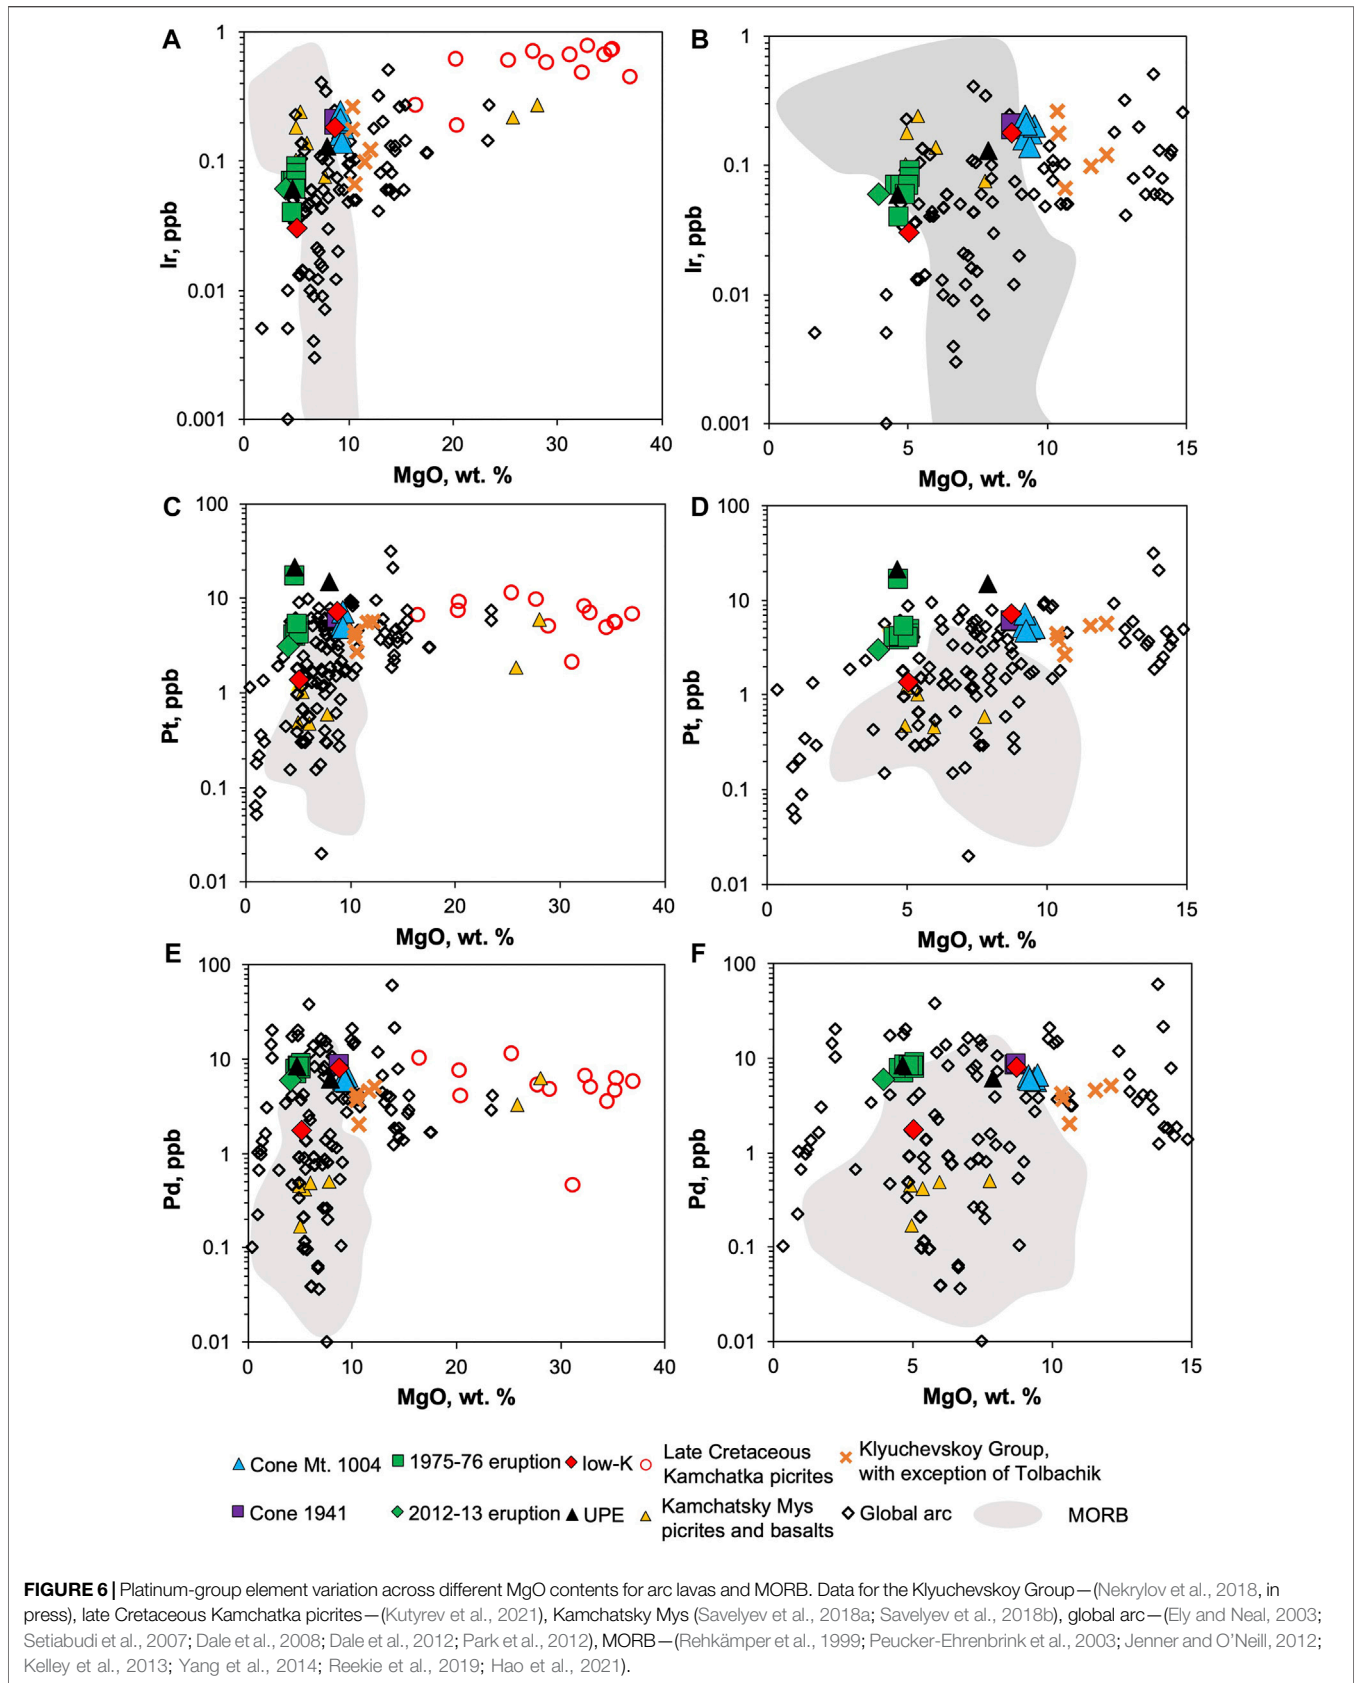 A
1
0.1
0.01
0.001
Ir, ppb
0 10 20 30 40
MgO, wt. %
B
1
0.1
0.01
0.001
Ir, ppb
0 5 10 15
MgO, wt. %
C
100
10
1
0.1
0.01
Pt, ppb
0 10 20 30 40
MgO, wt. %
D
100
10
1
0.1
0.01
Pt, ppb
0 5 10 15
MgO, wt. %
E
100
10
1
0.1
0.01
Pd, ppb
0 10 20 30 40
MgO, wt. %
F
100
10
1
0.1
0.01
Pd, ppb
0 5 10 15
MgO, wt. %
Cone Mt. 1004
1975-76 eruption
low-K
Late Cretaceous
Kamchatka picrites
Klyuchevskoy Group,
with exception of Tolbachik
Cone 1941
2012-13 eruption
UPE
Kamchatsky Mys
picrites and basalts
Global arc
MORB
FIGURE 6 | Platinum-group element variation across different MgO contents for arc lavas and MORB. Data for the Klyuchevskoy Group—(Nekrylov et al., 2018, in
press), late Cretaceous Kamchatka picrites—(Kutyrev et al., 2021), Kamchatsky Mys (Savelyev et al., 2018a; Savelyev et al., 2018b), global arc—(Ely and Neal, 2003;
Setiabudi et al., 2007; Dale et al., 2008; Dale et al., 2012; Park et al., 2012), MORB—(Rehkämper et al., 1999; Peucker-Ehrenbrink et al., 2003; Jenner and O’Neill, 2012;
Kelley et al., 2013; Yang et al., 2014; Reekie et al., 2019; Hao et al., 2021).